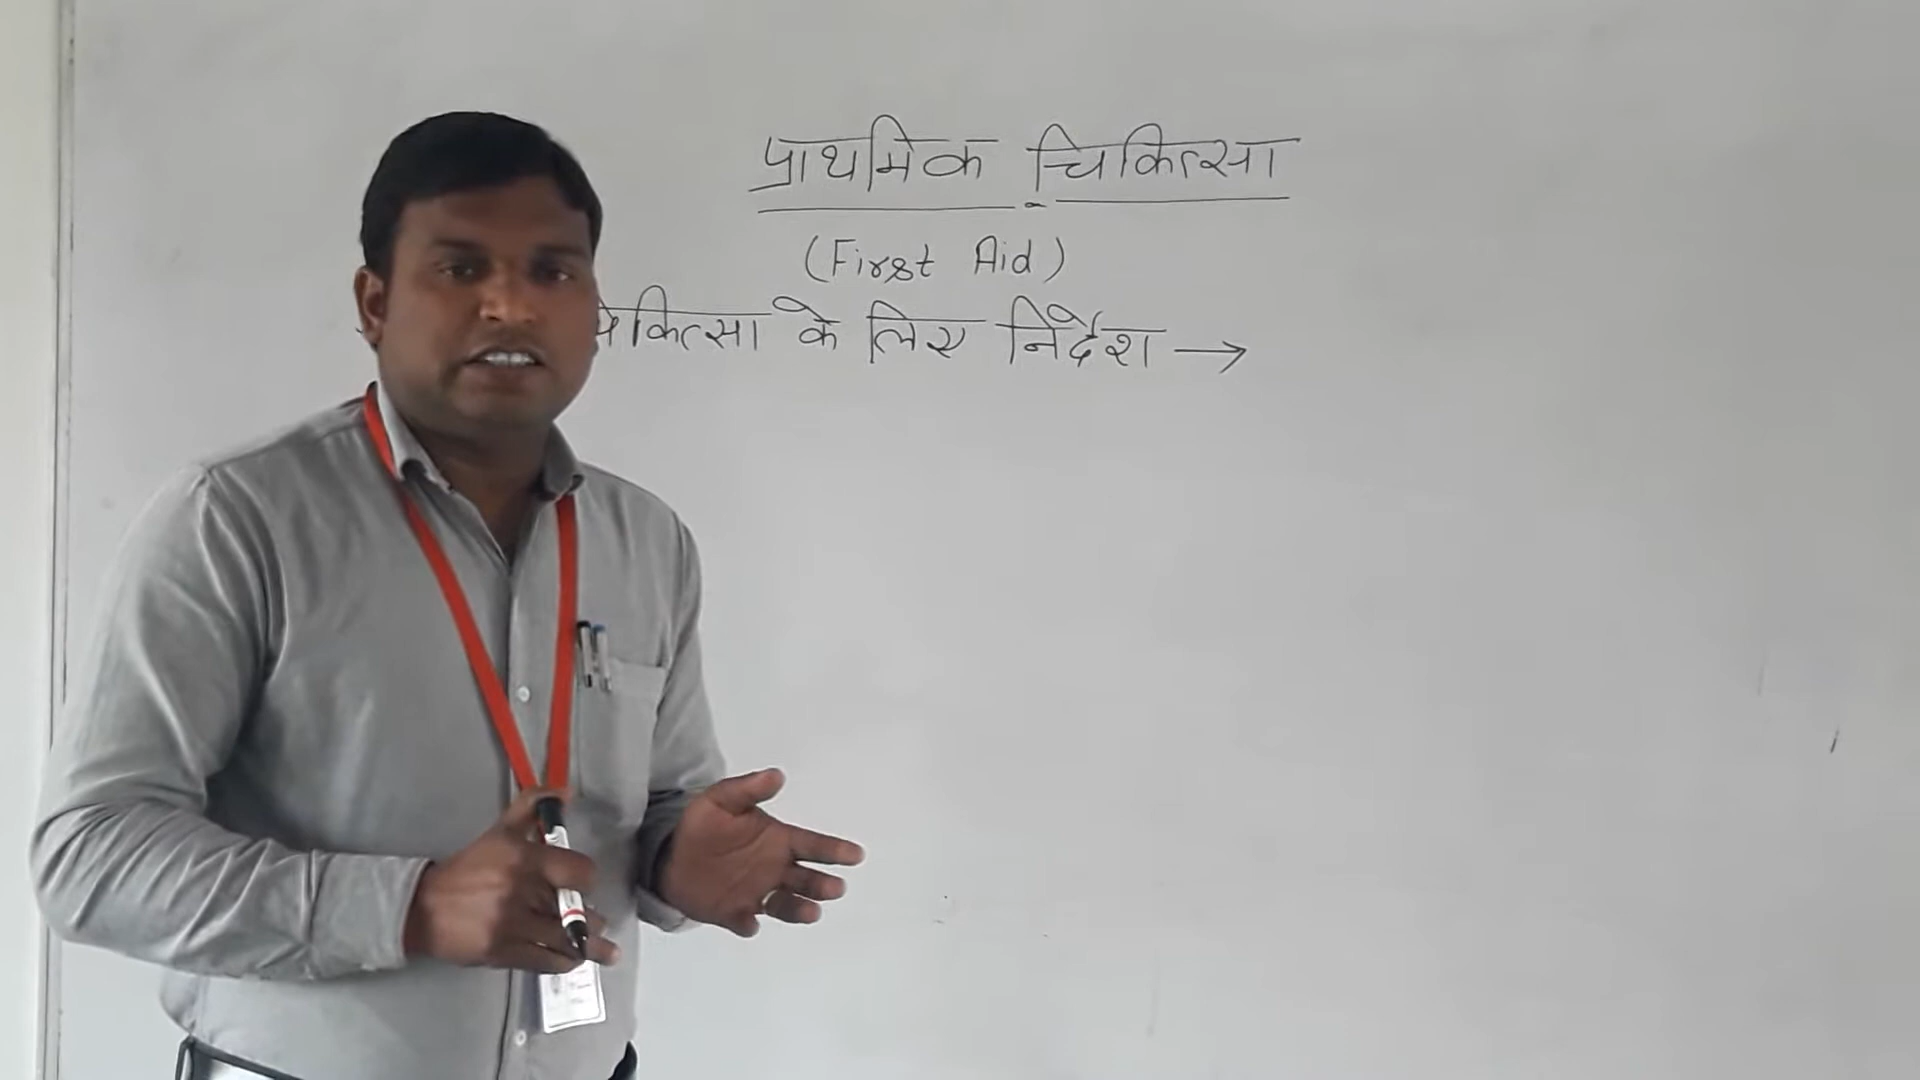 प्राथमिक चिकित्सा
(First Aid)
चिकित्सा के लिए निर्देश →